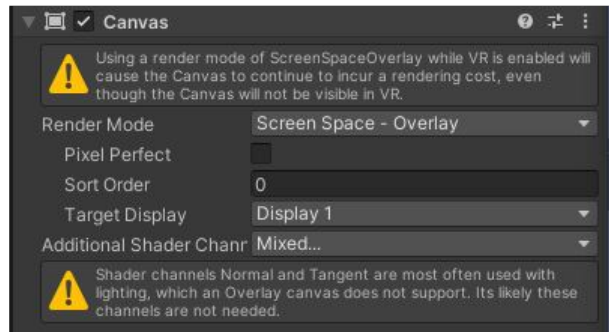 Canvas
Using a render mode of ScreenSpaceOverlay while VR is enabled will
cause the Canvas to continue to incur a rendering cost, even
though the Canvas will not be visible in VR.
Render Mode Screen Space - Overlay
Pixel Perfect
Sort Order 0
Target Display Display 1
Additional Shader Chanr Mixed...
Shader channels Normal and Tangent are most often used with
lighting, which an Overlay canvas does not support. Its likely these
channels are not needed.